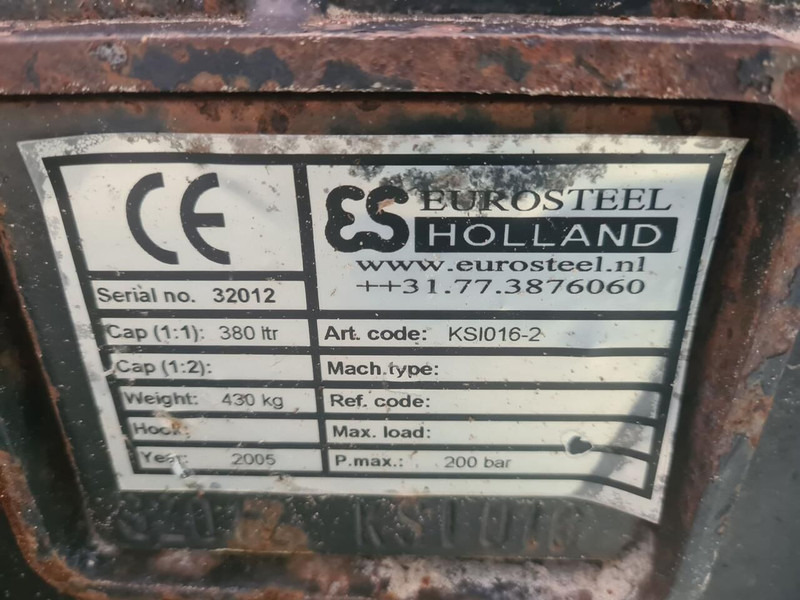 CE
ES EUROSTEEL
HOLLAND
www.eurosteel.nl
++31.77.3876060
Serial no. 32012
Cap (1:1): 380 ltr
Art. code: KSI016-2
Cap (1:2):
Mach.type:
Weight: 430 kg
Ref. code:
Hook:
Max. load:
Year: 2005
P.max.: 200 bar
32012 KSI016